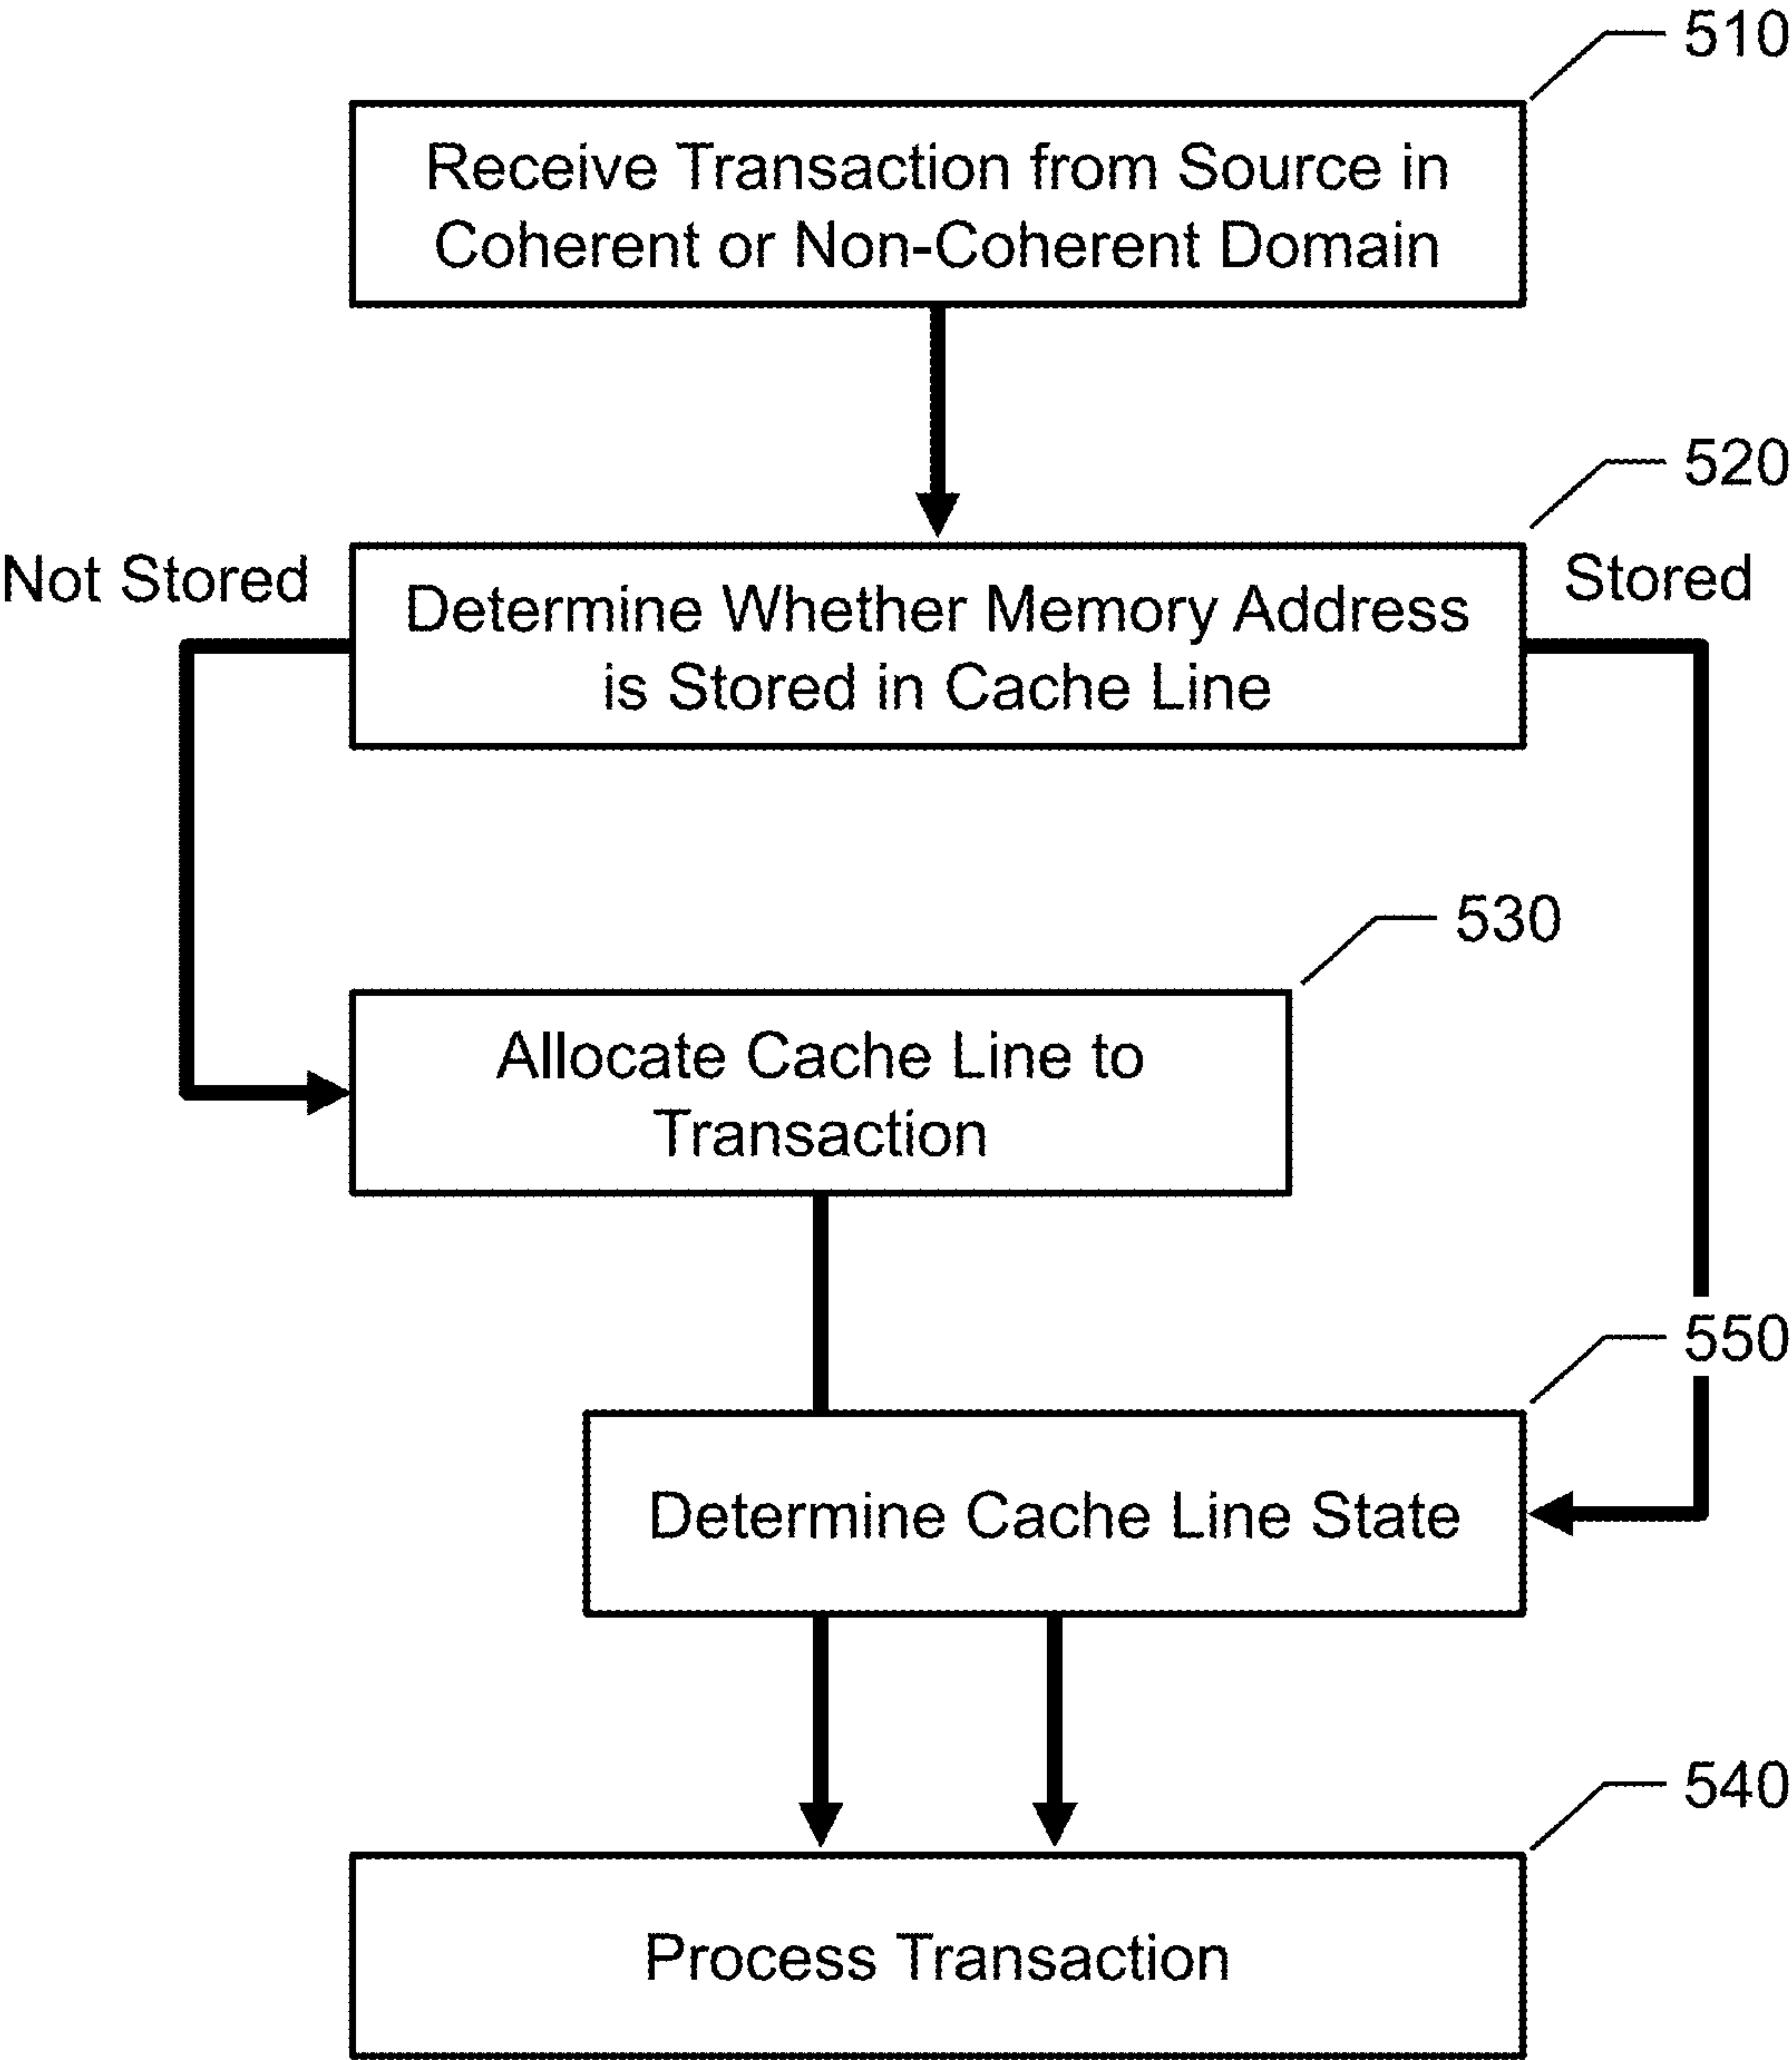 510
Receive Transaction from Source in
Coherent or Non-Coherent Domain
520
Not Stored
Stored
Determine Whether Memory Address
is Stored in Cache Line
530
Allocate Cache Line to
Transaction
550
Determine Cache Line State
540
Process Transaction